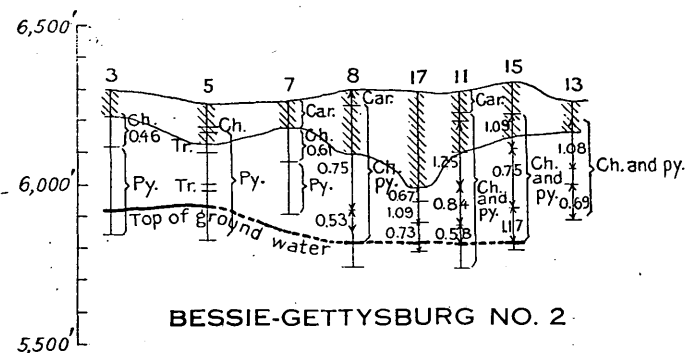 6,500'
3 5 7 8 17 11 15 13
Car. Car. Car.
Ch. 0.46 Ch. Ch. 0.61 1.09 1.08
Tr. 0.75 Ch. py. 1.25 0.75 Ch. and py. Ch. and py.
6,000' Py. Tr. Py. Py. 0.67 0.84 Ch. and py. 0.69
0.53 1.09 0.58 1.17
0.73
Top of ground water
BESSIE-GETTYSBURG NO. 2
5,500'